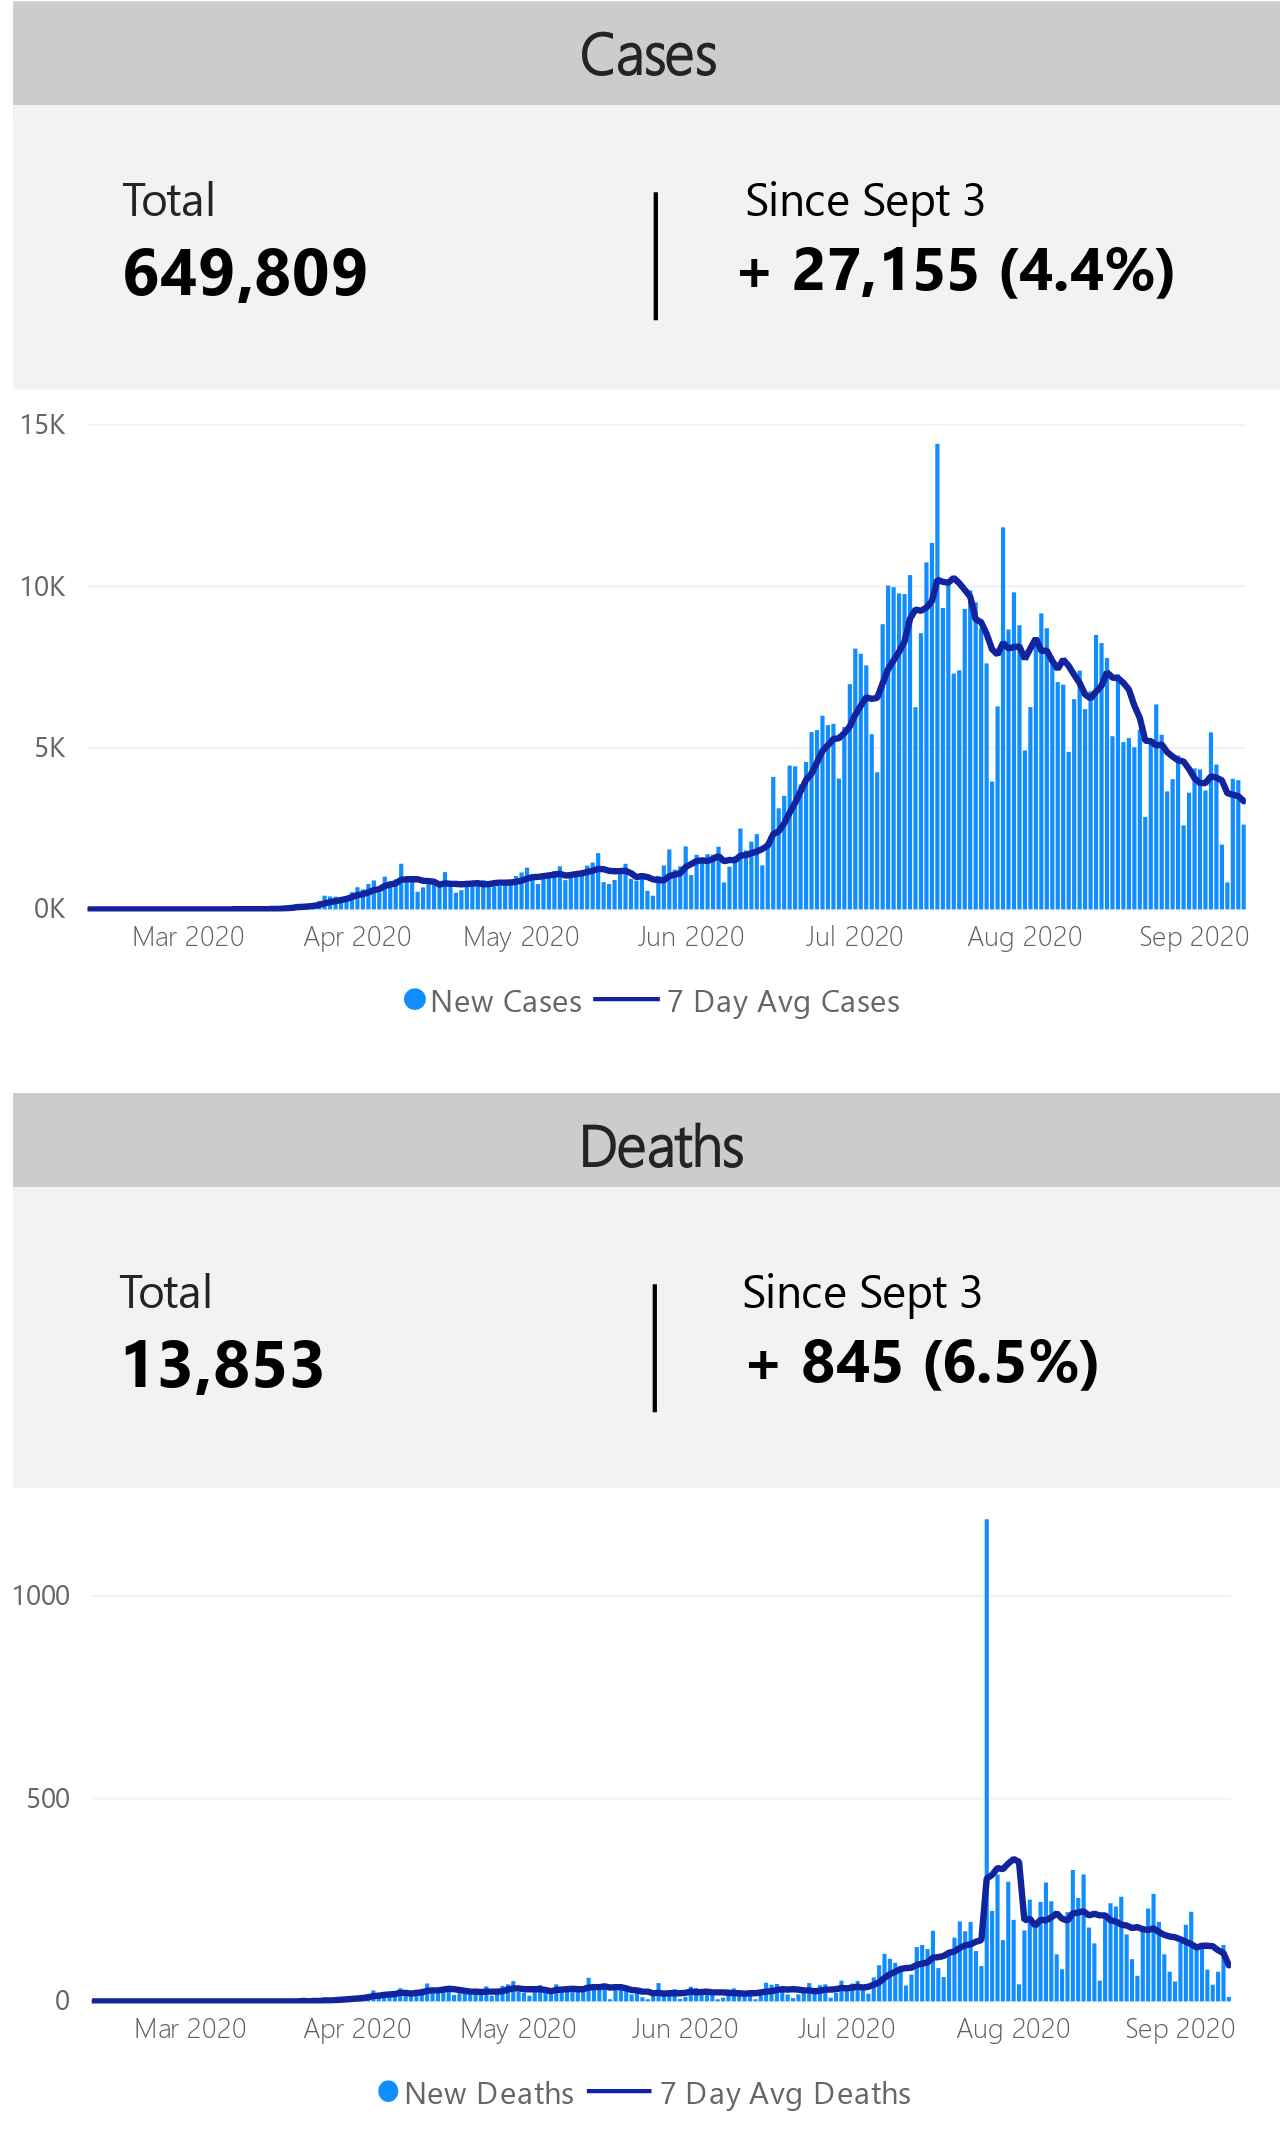 Cases
Total
Since Sept 3
649,809
+ 27,155 (4.4%)
15K
10K
5K
0K
Mar 2020 Apr 2020 May 2020 Jun 2020 Jul 2020 Aug 2020 Sep 2020
New Cases 7 Day Avg Cases
Deaths
Total
Since Sept 3
13,853
+ 845 (6.5%)
1000
500
0
Mar 2020 Apr 2020 May 2020 Jun 2020 Jul 2020 Aug 2020 Sep 2020
New Deaths 7 Day Avg Deaths